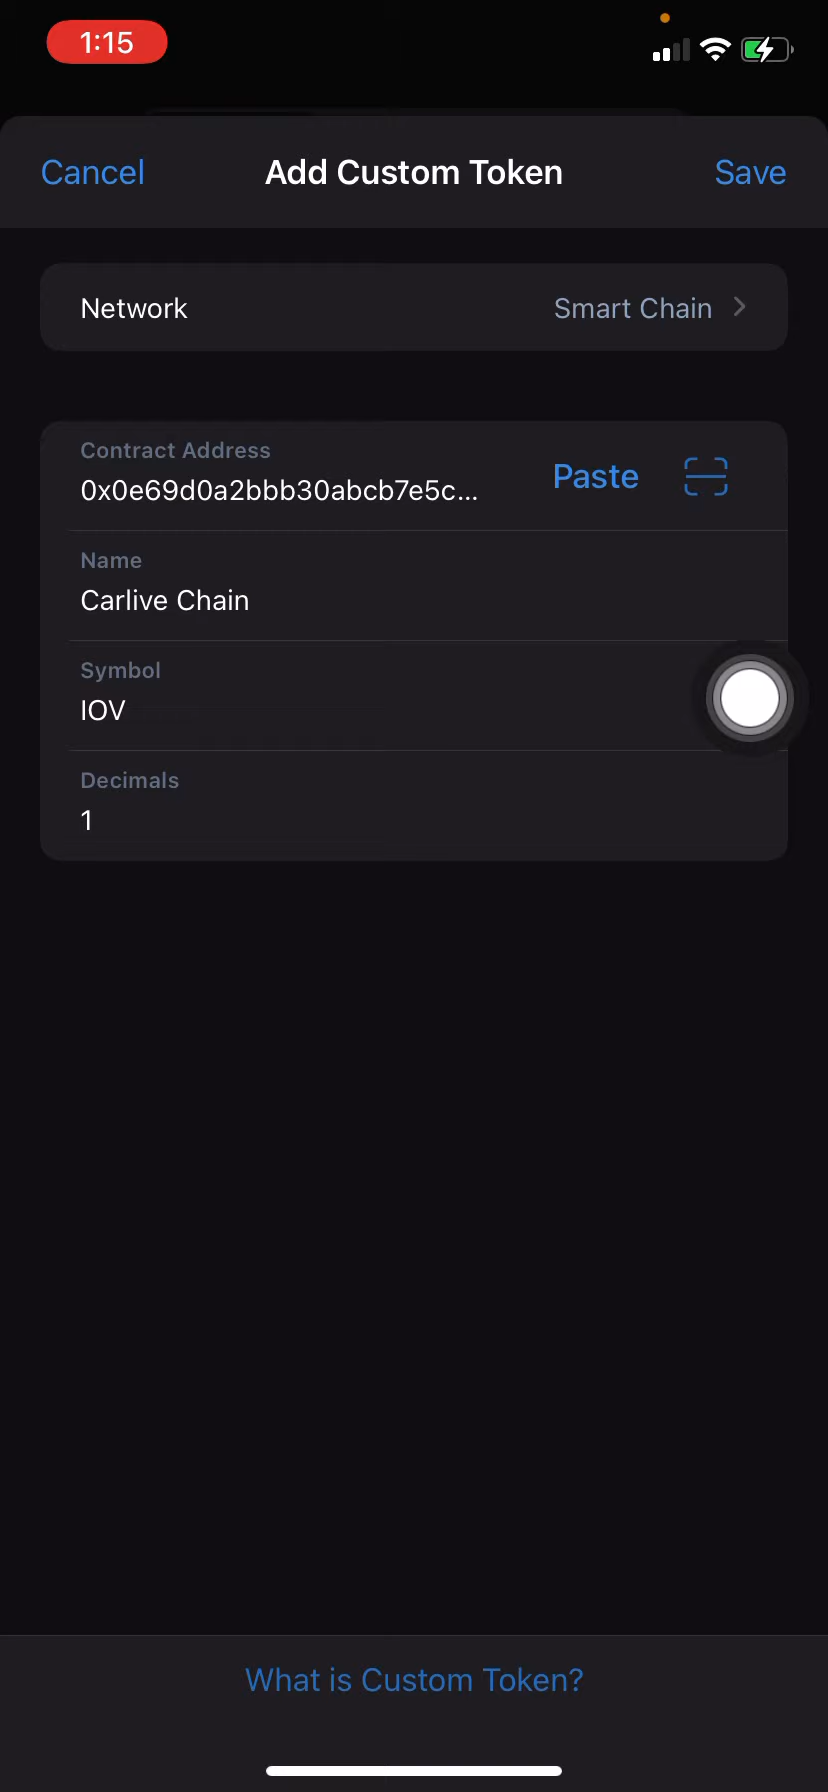 1:15
Cancel
Add Custom Token
Save
Network
Smart Chain
Contract Address
0x0e69d0a2bbb30abcb7e5c...
Paste
Name
Carlive Chain
Symbol
IOV
Decimals
1
What is Custom Token?